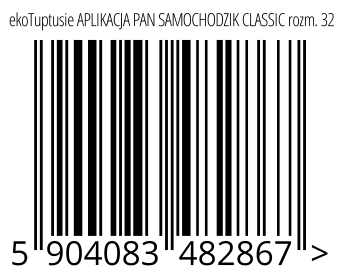 ekoTuptusie APLIKACJA PAN SAMOCHODZIK CLASSIC rozm. 32
5 904083 482867 >